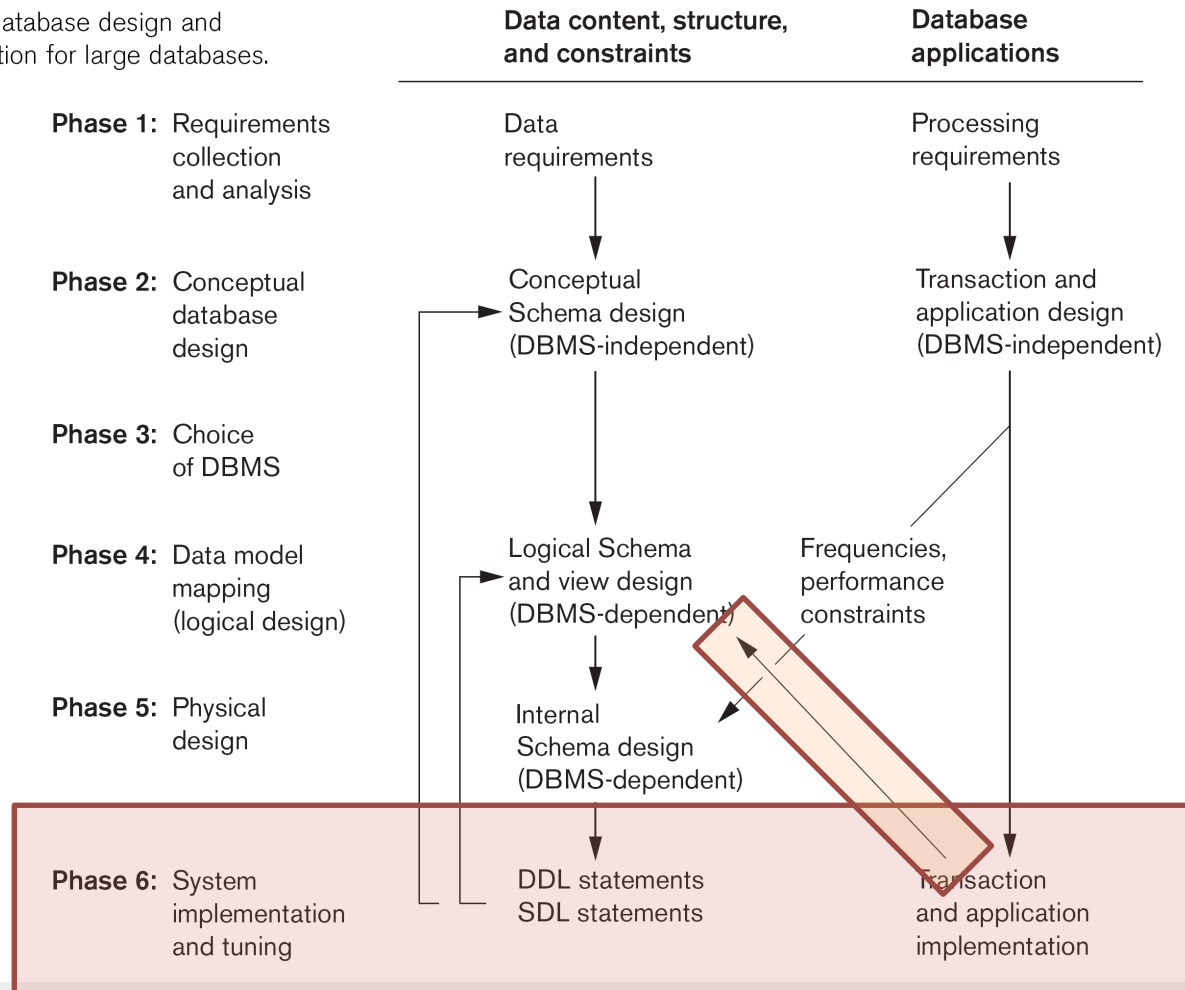 atabase design and
tion for large databases.
Data content, structure,
and constraints
Database
applications
Phase 1: Requirements
collection
and analysis
Data
requirements
Processing
requirements
Phase 2: Conceptual
database
design
Conceptual
Schema design
(DBMS-independent)
Transaction and
application design
(DBMS-independent)
Phase 3: Choice
of DBMS
Phase 4: Data model
mapping
(logical design)
Logical Schema
and view design
(DBMS-dependent)
Frequencies,
performance
constraints
Phase 5: Physical
design
Internal
Schema design
(DBMS-dependent)
Phase 6: System
implementation
and tuning
DDL statements
SDL statements
Transaction
and application
implementation